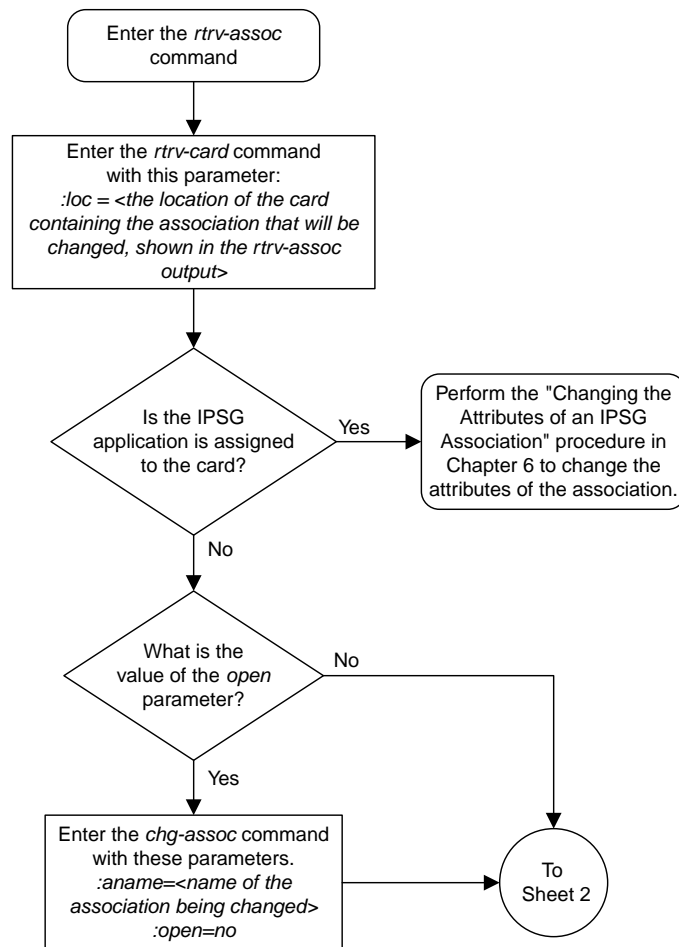 Enter the rtrv-assoc
command
Enter the rtrv-card command
with this parameter:
:loc = <the location of the card
containing the association that will be
changed, shown in the rtrv-assoc
output>
Is the IPSG
application is assigned
to the card?
Yes
Perform the "Changing the
Attributes of an IPSG
Association" procedure in
Chapter 6 to change the
attributes of the association.
No
What is the
value of the open
parameter?
No
Yes
Enter the chg-assoc command
with these parameters.
:aname=<name of the
association being changed>
:open=no
To
Sheet 2